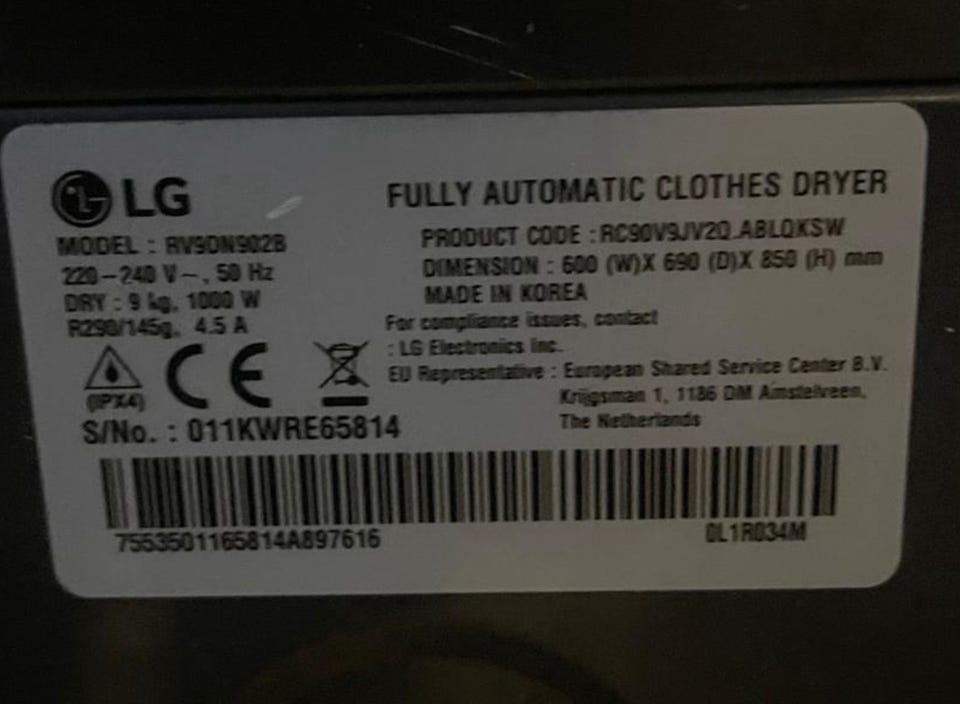 LG
FULLY AUTOMATIC CLOTHES DRYER
MODEL : RV9DN902B
PRODUCT CODE : RC90V9JV2Q.ABLQKSW
220-240 V~, 50 Hz
DIMENSION : 600 (W)X 690 (D)X 850 (H) mm
DRY : 9 kg, 1000 W
MADE IN KOREA
R290/145g, 4.5 A
For compliance issues, contact
: LG Electronics Inc.
CE
EU Representative : European Shared Service Center B.V.
(IPX4)
Krijgsman 1, 1186 DM Amstelveen,
The Netherlands
S/No. : 011KWRE65814
7553501165814A897616
0L1R034M